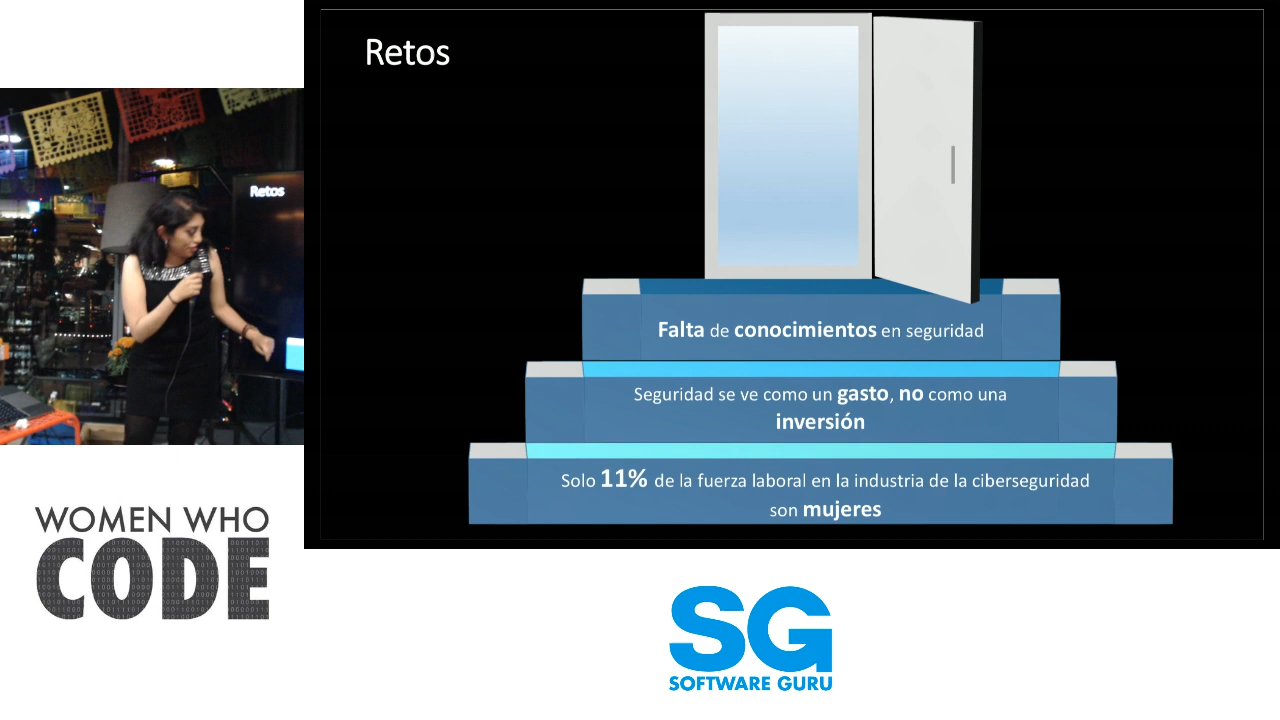 Retos
Retos
Falta de conocimientos en seguridad
Seguridad se ve como un gasto, no como una
inversión
Solo 11% de la fuerza laboral en la industria de la ciberseguridad
son mujeres
WOMEN WHO
CODE
SG
SOFTWARE GURU